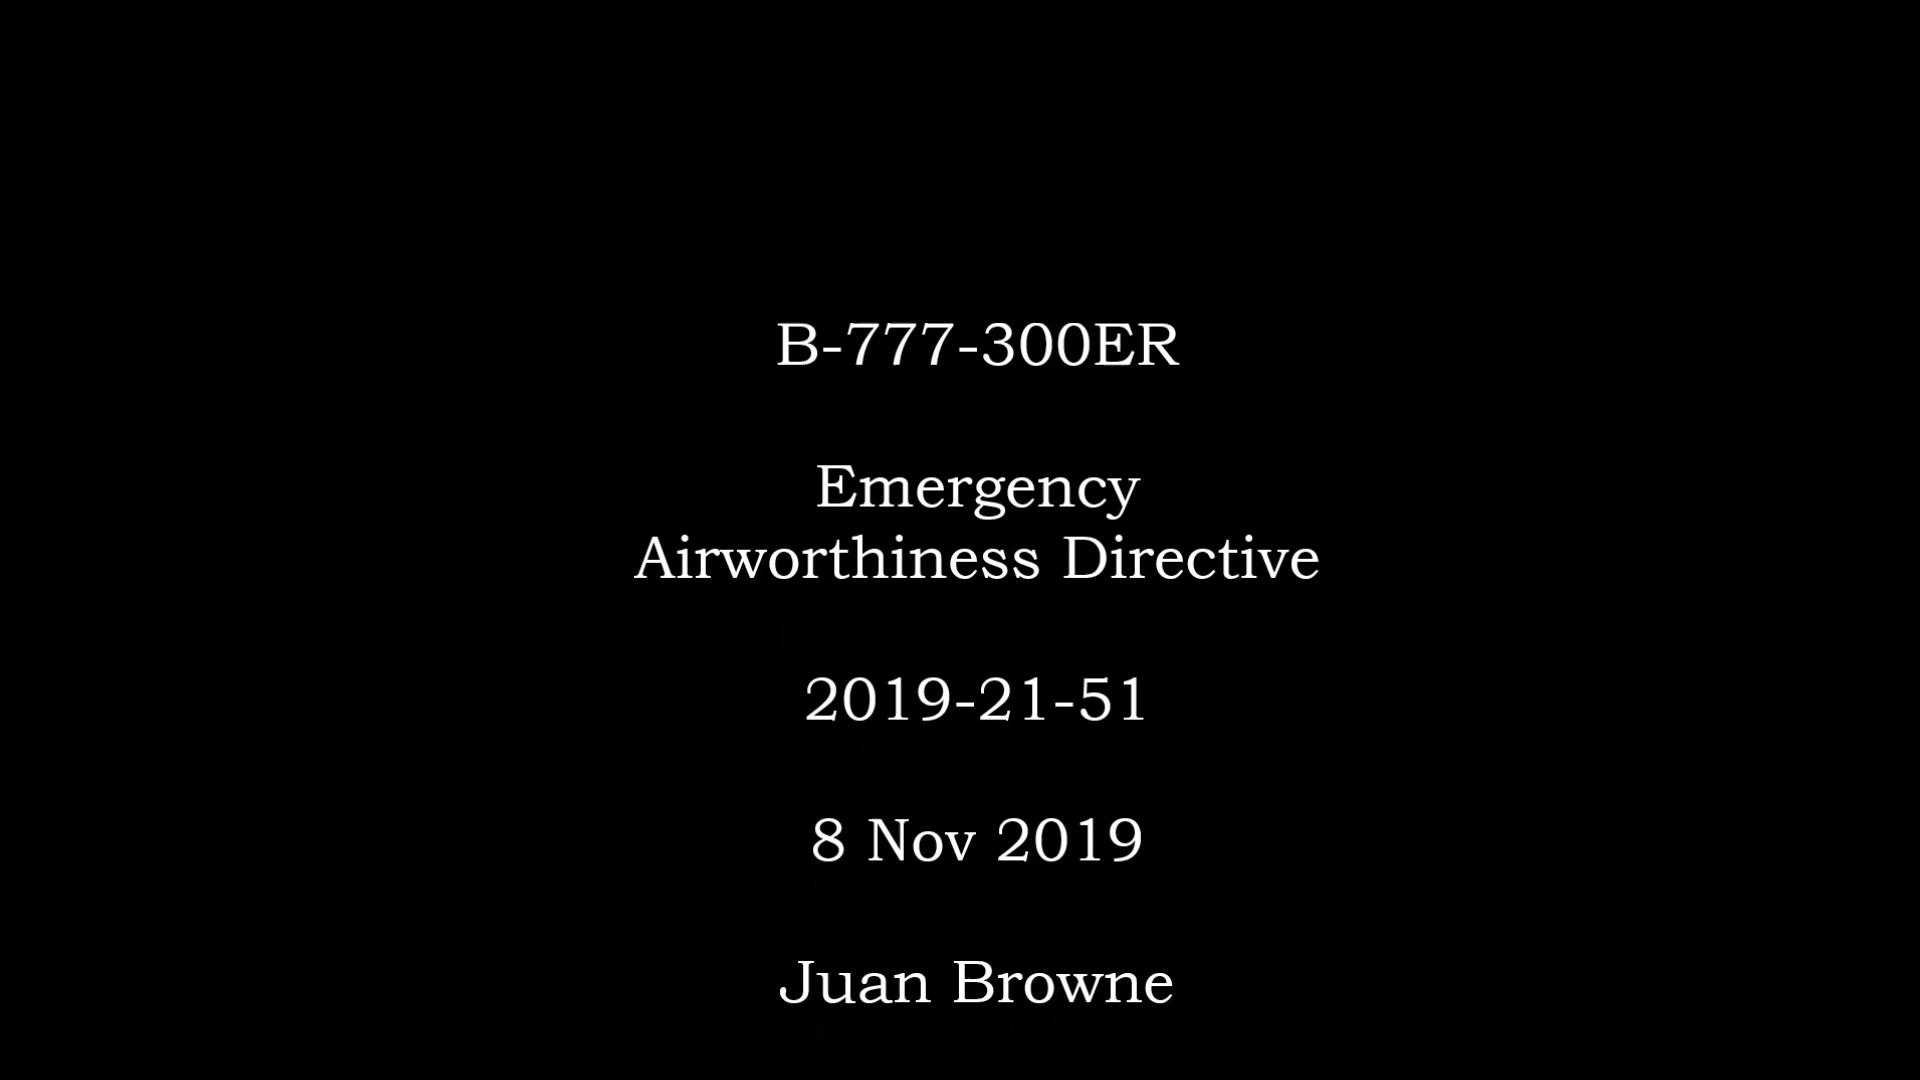 B-777-300ER
Emergency
Airworthiness Directive
2019-21-51
8 Nov 2019
Juan Browne